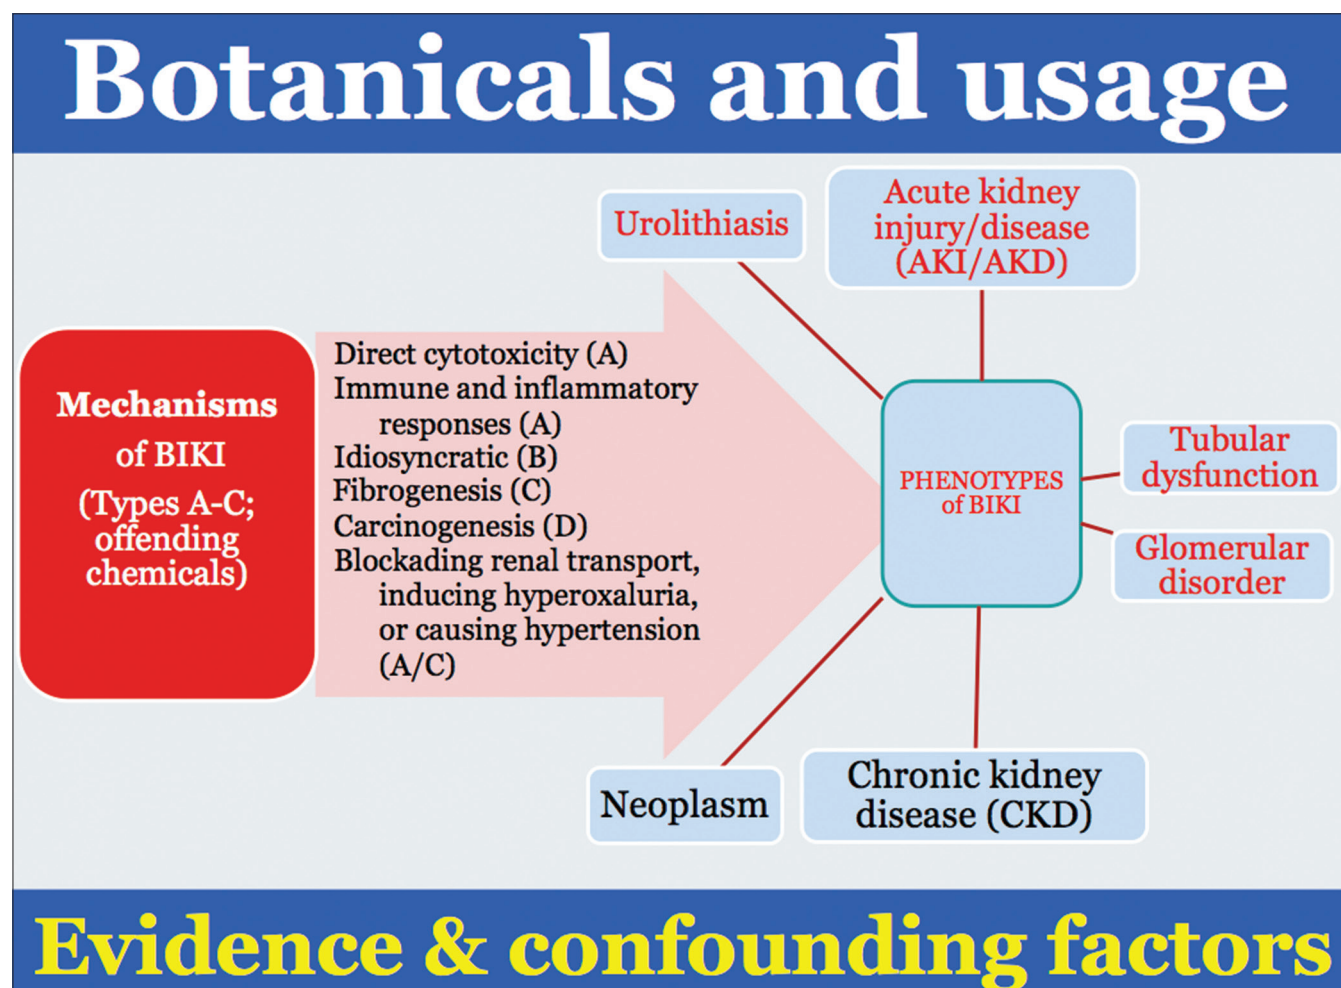 Botanicals and usage
Mechanisms
of BIKI
(Types A-C;
offending
chemicals)
Direct cytotoxicity (A)
Immune and inflammatory
responses (A)
Idiosyncratic (B)
Fibrogenesis (C)
Carcinogenesis (D)
Blockading renal transport,
inducing hyperoxaluria,
or causing hypertension
(A/C)
Urolithiasis
Acute kidney
injury/disease
(AKI/AKD)
PHENOTYPES
of BIKI
Tubular
dysfunction
Glomerular
disorder
Neoplasm
Chronic kidney
disease (CKD)
Evidence & confounding factors